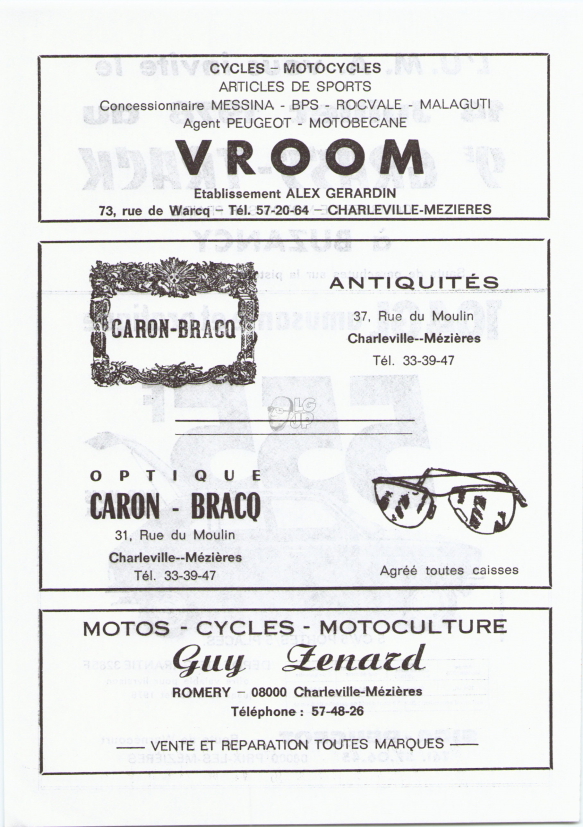 CYCLES - MOTOCYCLES
ARTICLES DE SPORTS
Concessionnaire MESSINA - BPS - ROCVALE - MALAGUTI
Agent PEUGEOT - MOTOBECANE
VROOM
Etablissement ALEX GERARDIN
73, rue de Warcq - Tél. 57-20-64 - CHARLEVILLE-MEZIERES
CARON-BRACQ
ANTIQUITÉS
37, Rue du Moulin
Charleville--Mézières
Tél. 33-39-47
LG
JP
OPTIQUE
CARON - BRACQ
31, Rue du Moulin
Charleville--Mézières
Tél. 33-39-47
Agréé toutes caisses
MOTOS - CYCLES - MOTOCULTURE
Guy Zenard
ROMERY - 08000 Charleville-Mézières
Téléphone : 57-48-26
VENTE ET REPARATION TOUTES MARQUES